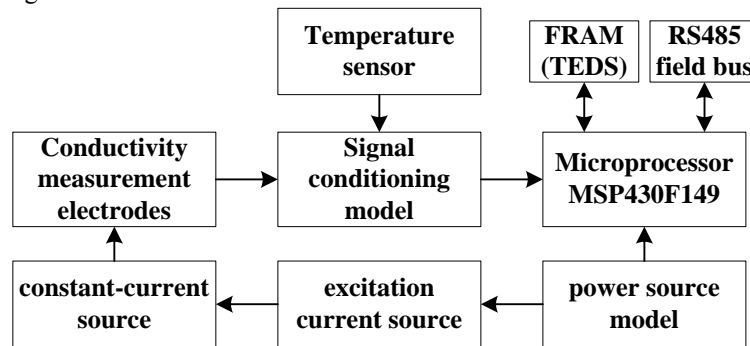 Temperature
sensor
FRAM
(TEDS)
RS485
field bus
Conductivity
measurement
electrodes
Signal
conditioning
model
Microprocessor
MSP430F149
constant-current
source
excitation
current source
power source
model